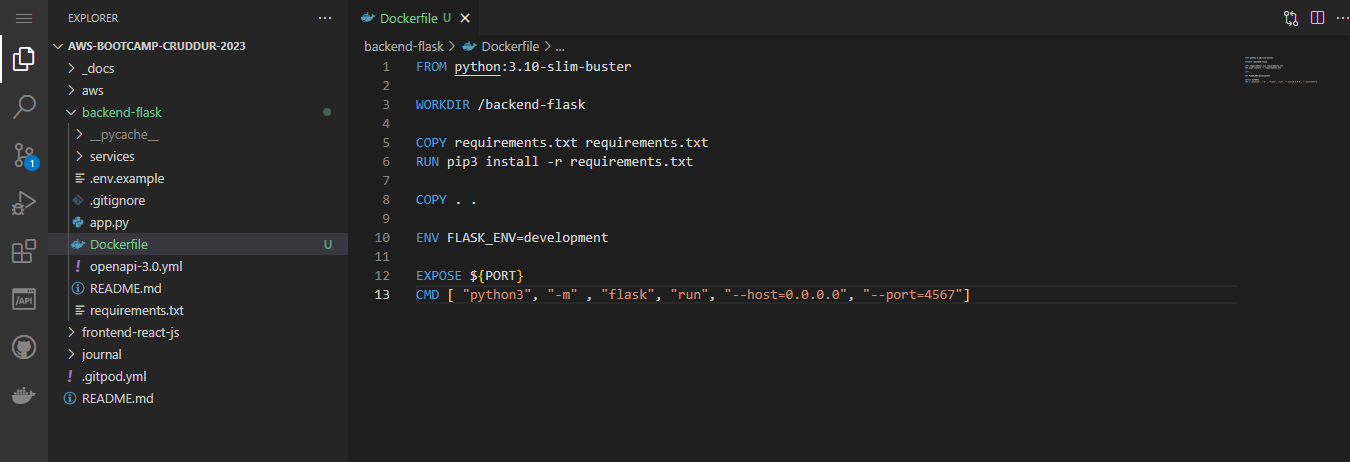 EXPLORER
AWS-BOOTCAMP-CRUDDUR-2023
_docs
aws
backend-flask
__pycache__
services
.env.example
.gitignore
app.py
Dockerfile U
openapi-3.0.yml
README.md
requirements.txt
frontend-react-js
journal
.gitpod.yml
README.md
1
/API
Dockerfile U
backend-flask > Dockerfile > ...
1 FROM python:3.10-slim-buster
2
3 WORKDIR /backend-flask
4
5 COPY requirements.txt requirements.txt
6 RUN pip3 install -r requirements.txt
7
8 COPY . .
9
10 ENV FLASK_ENV=development
11
12 EXPOSE ${PORT}
13 CMD [ "python3", "-m" , "flask", "run", "--host=0.0.0.0", "--port=4567"]